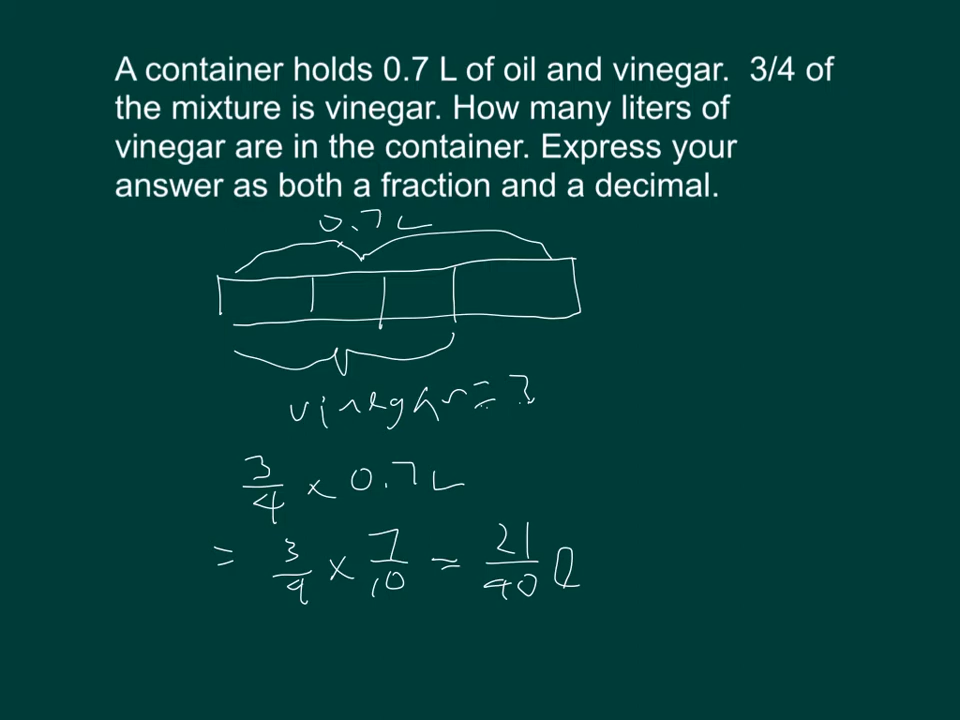 A container holds 0.7 L of oil and vinegar. 3/4 of
the mixture is vinegar. How many liters of
vinegar are in the container. Express your
answer as both a fraction and a decimal.
0.7 L
vinegar = ?
3/4 × 0.7 L
= 3/4 × 7/10 = 21/40 l